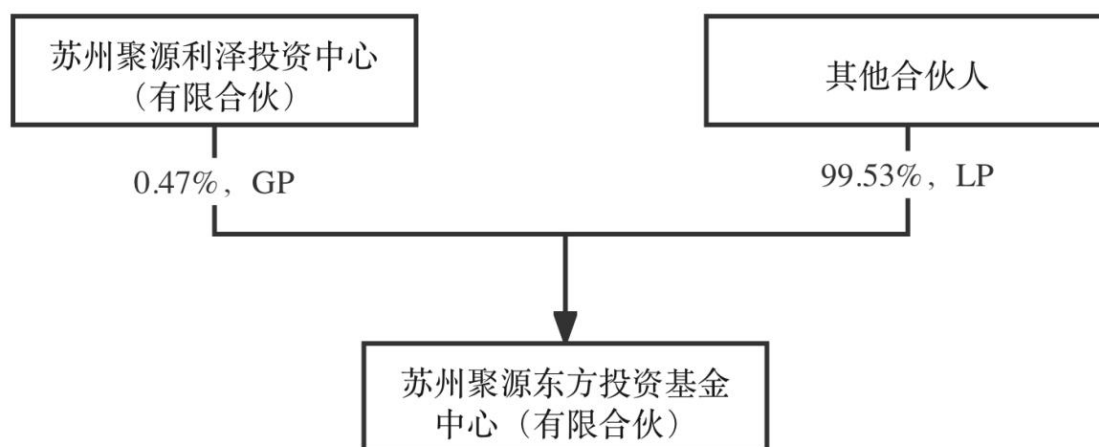 苏州聚源利泽投资中心
（有限合伙）
其他合伙人
0.47%，GP
99.53%，LP
苏州聚源东方投资基金
中心（有限合伙）